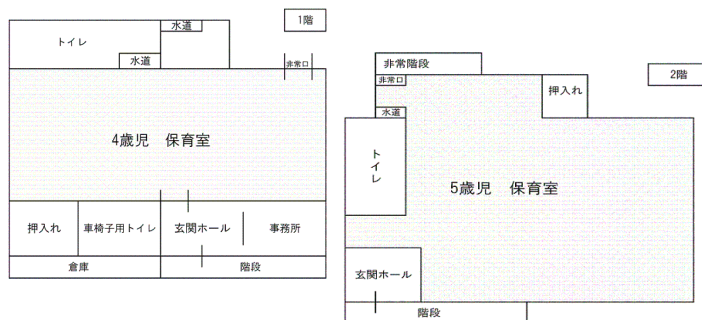 1階
水道
トイレ
水道
非常口
4歳児　保育室
押入れ
車椅子用トイレ
玄関ホール
事務所
倉庫
階段
2階
非常階段
非常口
押入れ
水道
トイレ
5歳児　保育室
玄関ホール
階段